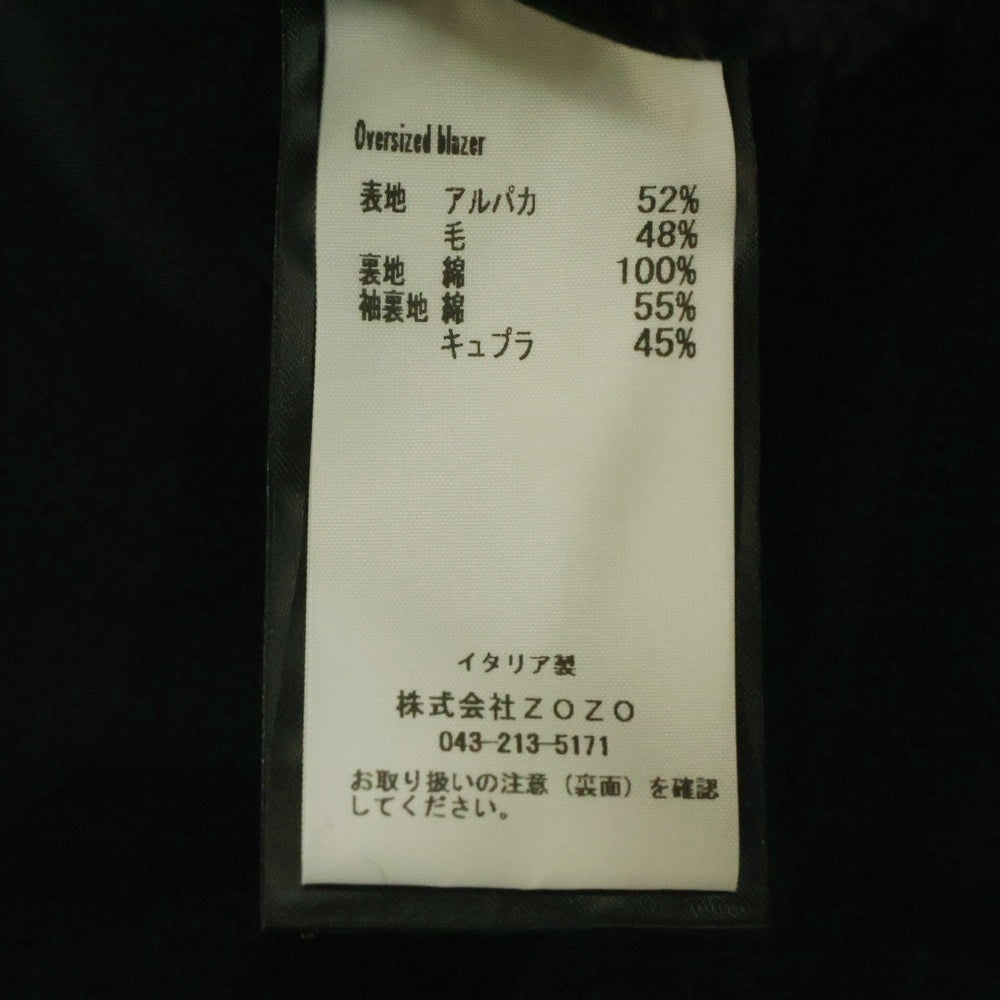 Oversized blazer
表地 アルパカ 52%
毛 48%
裏地 綿 100%
袖裏地 綿 55%
キュプラ 45%
イタリア製
株式会社ZOZO
043-213-5171
お取り扱いの注意（裏面）を確認
してください。